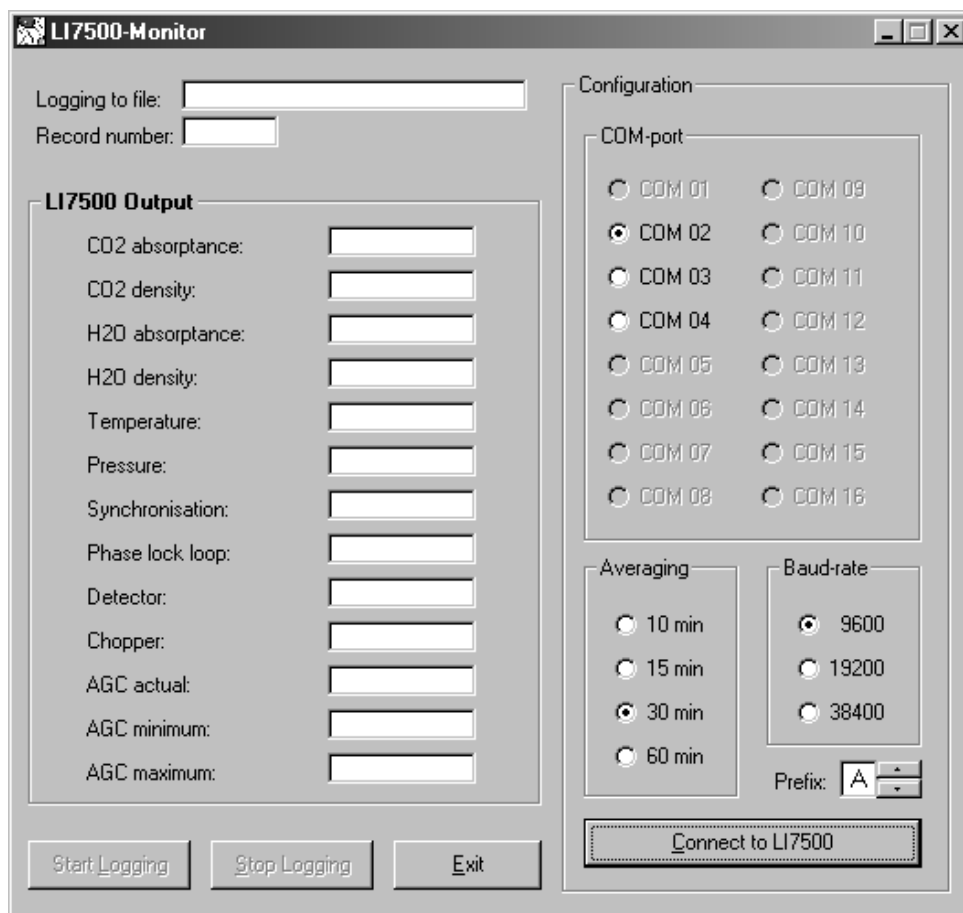 LI7500-Monitor
Logging to file:
Record number:
LI7500 Output
CO2 absorptance:
CO2 density:
H2O absorptance:
H2O density:
Temperature:
Pressure:
Synchronisation:
Phase lock loop:
Detector:
Chopper:
AGC actual:
AGC minimum:
AGC maximum:
Start Logging
Stop Logging
Exit
Configuration
COM-port
COM 01
COM 02
COM 03
COM 04
COM 05
COM 06
COM 07
COM 08
COM 09
COM 10
COM 11
COM 12
COM 13
COM 14
COM 15
COM 16
Averaging
10 min
15 min
30 min
60 min
Baud-rate
9600
19200
38400
Prefix: A
Connect to LI7500